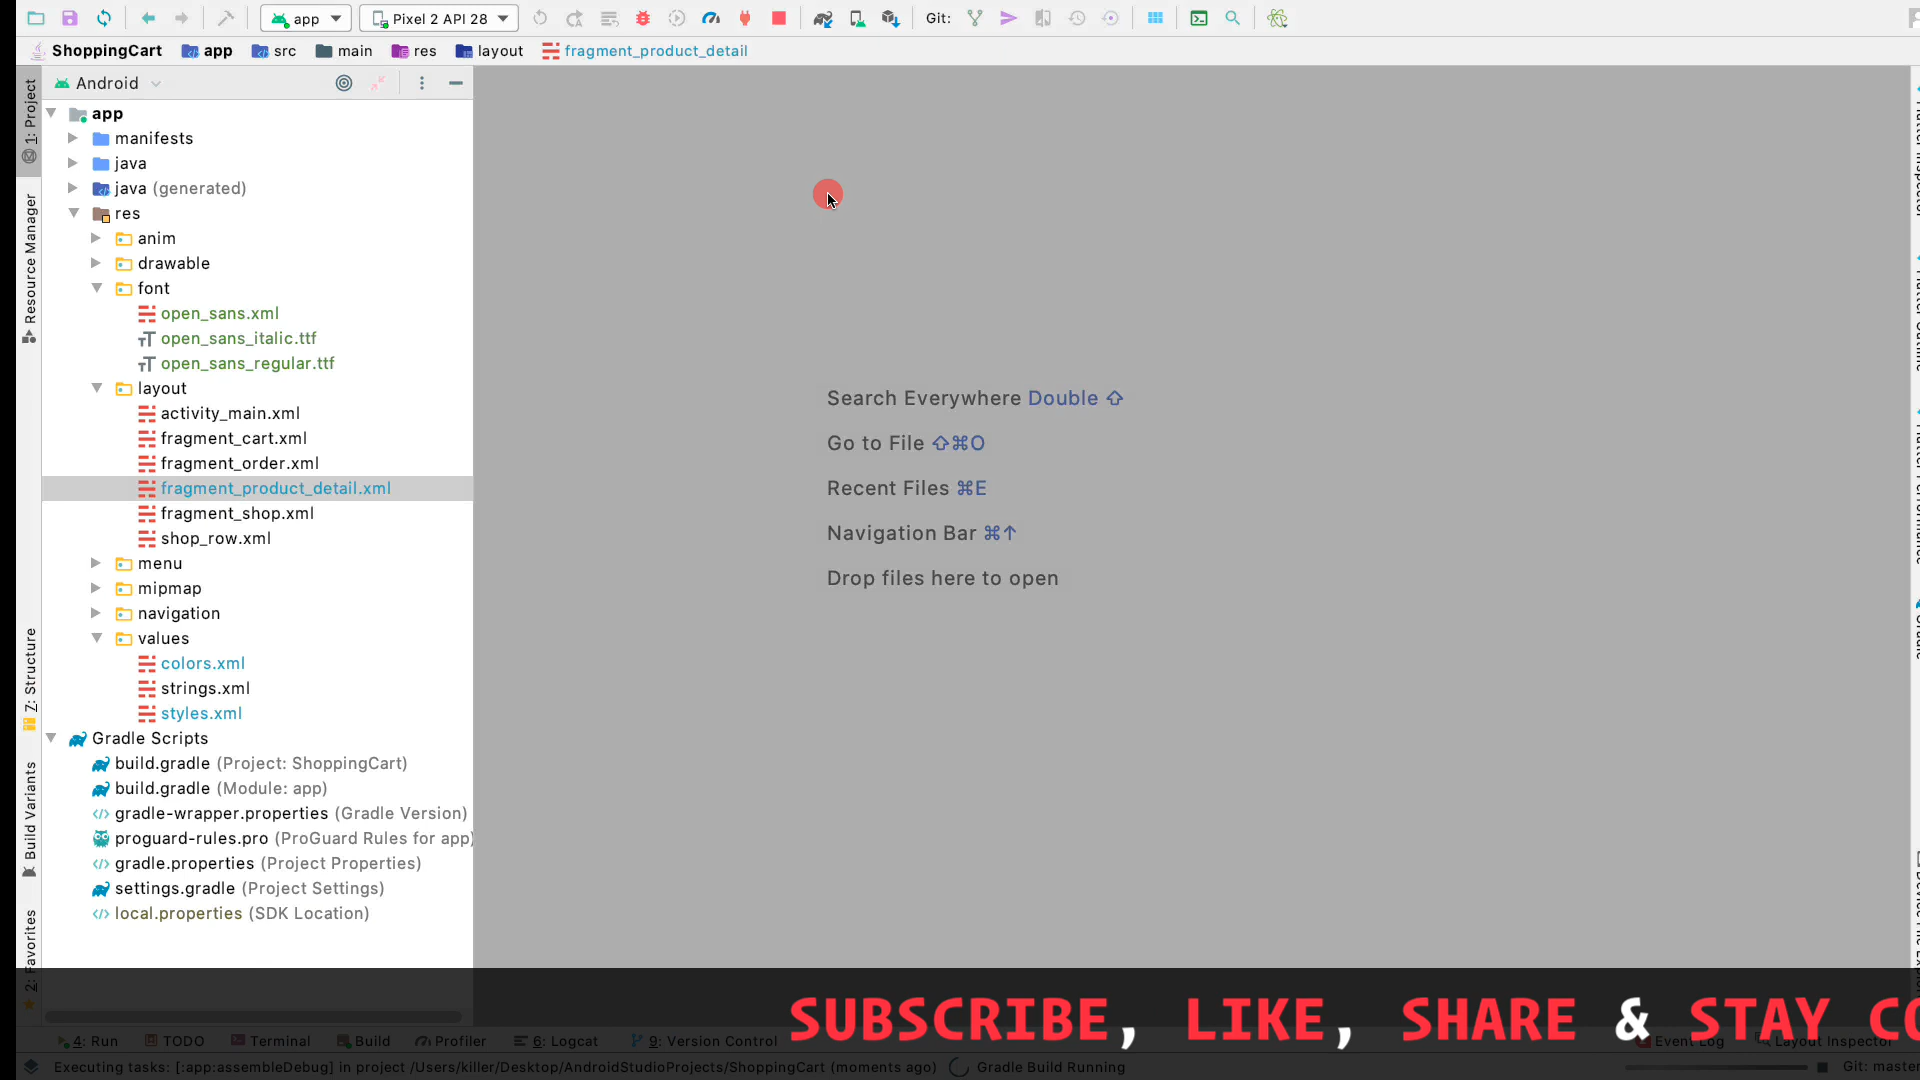 app
Pixel 2 API 28
Git:
ShoppingCart
app
src
main
res
layout
fragment_product_detail
1: Project
Android
app
manifests
java
java (generated)
res
anim
drawable
font
open_sans.xml
open_sans_italic.ttf
open_sans_regular.ttf
layout
activity_main.xml
fragment_cart.xml
fragment_order.xml
fragment_product_detail.xml
fragment_shop.xml
shop_row.xml
menu
mipmap
navigation
values
colors.xml
strings.xml
styles.xml
Gradle Scripts
build.gradle (Project: ShoppingCart)
build.gradle (Module: app)
gradle-wrapper.properties (Gradle Version)
proguard-rules.pro (ProGuard Rules for app)
gradle.properties (Project Properties)
settings.gradle (Project Settings)
local.properties (SDK Location)
Resource Manager
Z: Structure
Build Variants
2: Favorites
Search Everywhere Double ⇧
Go to File ⇧⌘O
Recent Files ⌘E
Navigation Bar ⌘↑
Drop files here to open
SUBSCRIBE, LIKE, SHARE & STAY CO
4: Run
TODO
Terminal
Build
Profiler
6: Logcat
9: Version Control
Event Log
Layout Inspector
Executing tasks: [:app:assembleDebug] in project /Users/killer/Desktop/AndroidStudioProjects/ShoppingCart (moments ago)
Gradle Build Running
Git: master